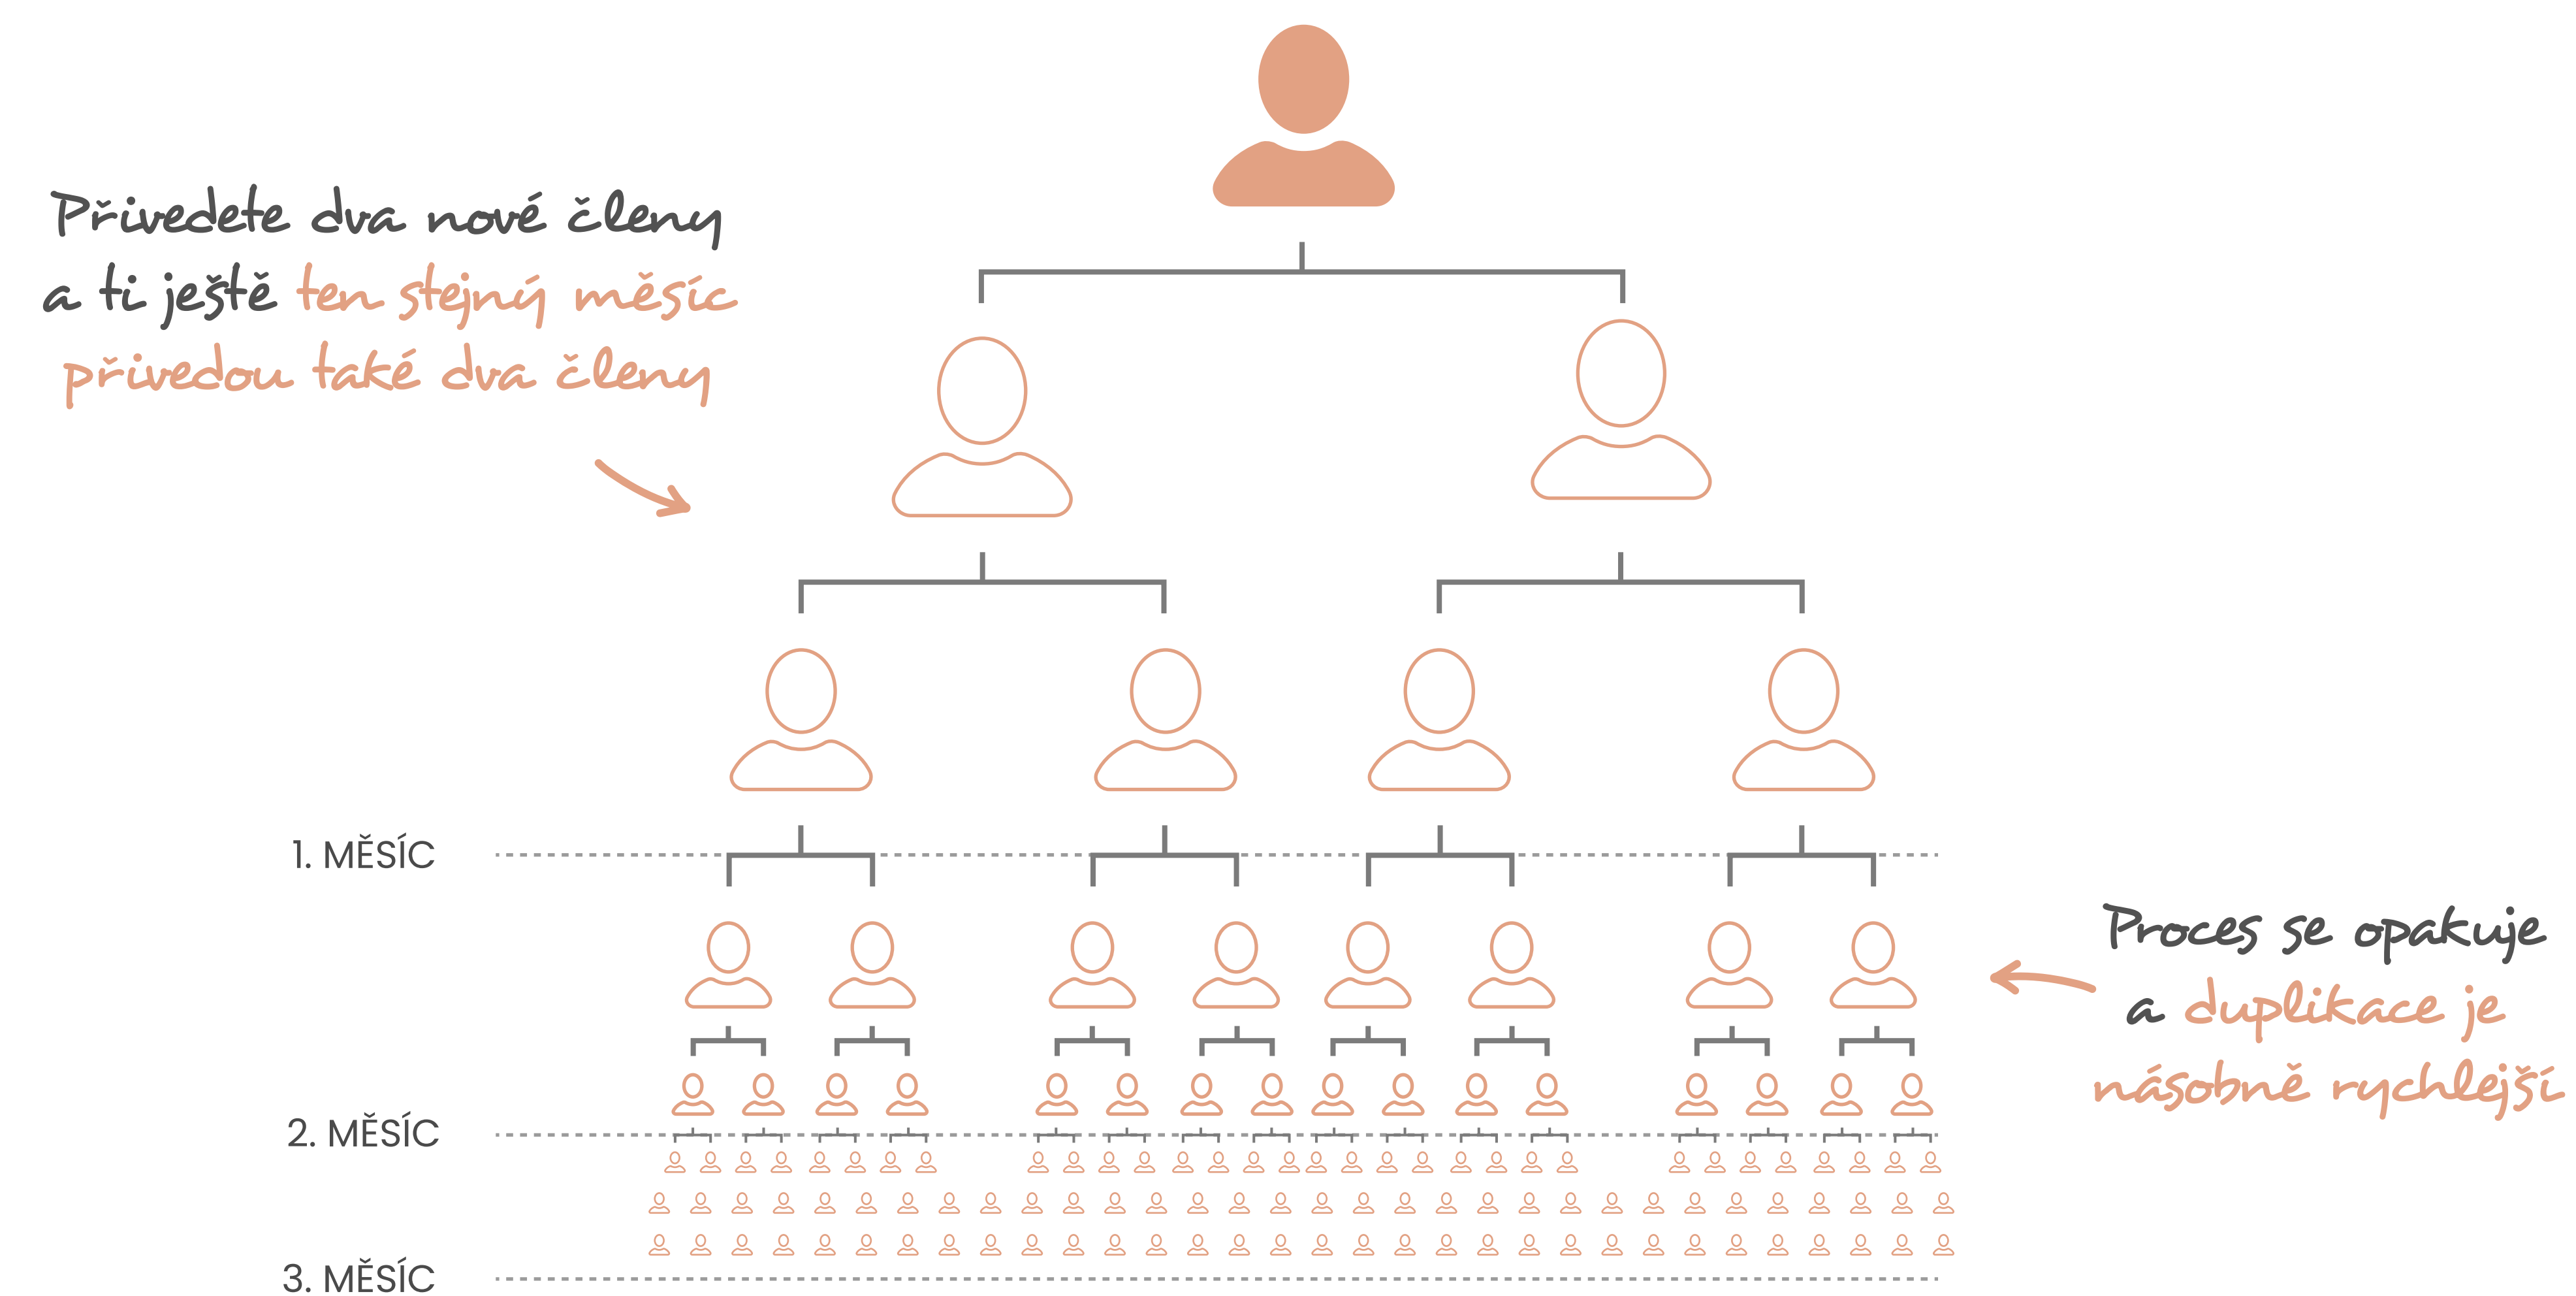 Přivedete dva nové členy
a ti ještě ten stejný měsíc
přivedou také dva členy
1. MĚSÍC
Proces se opakuje
a duplikace je
násobně rychlejší
2. MĚSÍC
3. MĚSÍC